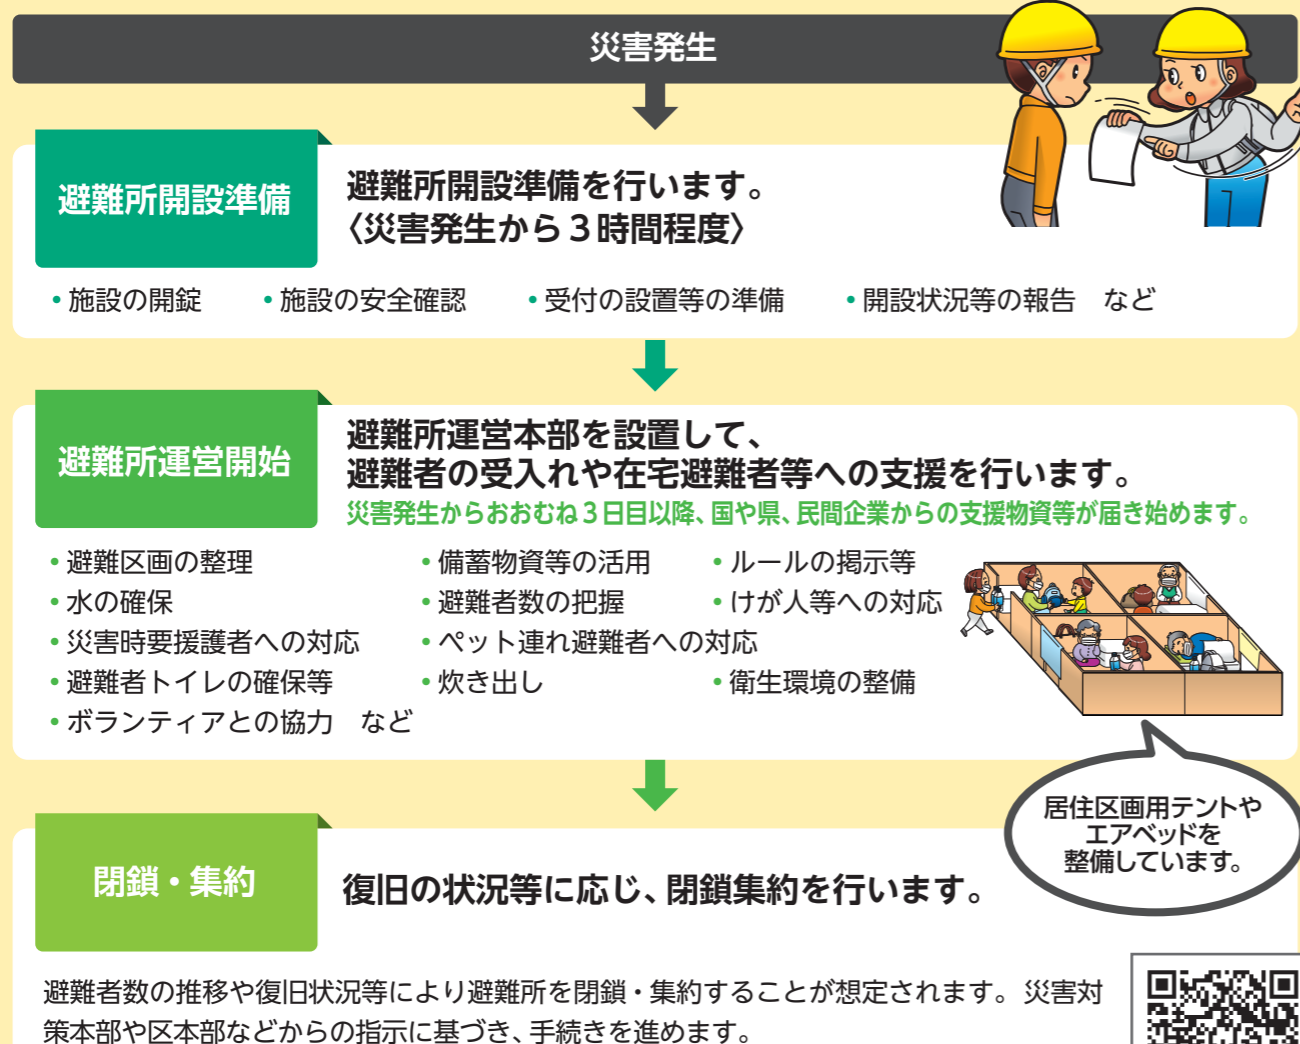 災害発生
避難所開設準備
避難所開設準備を行います。
〈災害発生から３時間程度〉
• 施設の開錠　• 施設の安全確認　• 受付の設置等の準備　• 開設状況等の報告　など
避難所運営開始
避難所運営本部を設置して、
避難者の受入れや在宅避難者等への支援を行います。
災害発生からおおむね３日目以降、国や県、民間企業からの支援物資等が届き始めます。
• 避難区画の整理　• 備蓄物資等の活用　• ルールの掲示等
• 水の確保　• 避難者数の把握　• けが人等への対応
• 災害時要援護者への対応　• ペット連れ避難者への対応
• 避難者トイレの確保等　• 炊き出し　• 衛生環境の整備
• ボランティアとの協力　など
居住区画用テントや
エアベッドを
整備しています。
閉鎖・集約
復旧の状況等に応じ、閉鎖集約を行います。
避難者数の推移や復旧状況等により避難所を閉鎖・集約することが想定されます。災害対
策本部や区本部などからの指示に基づき、手続きを進めます。